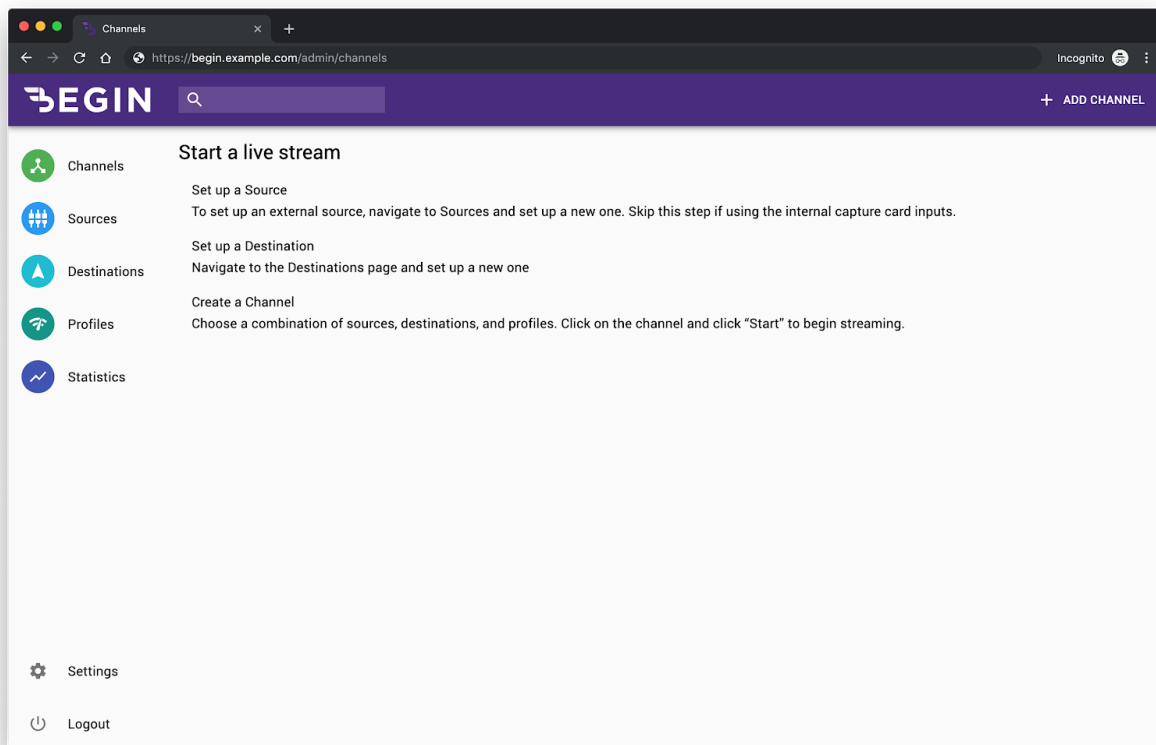 Channels
https://begin.example.com/admin/channels
Incognito
BEGIN
ADD CHANNEL
Channels
Sources
Destinations
Profiles
Statistics
Settings
Logout
Start a live stream
Set up a Source
To set up an external source, navigate to Sources and set up a new one. Skip this step if using the internal capture card inputs.
Set up a Destination
Navigate to the Destinations page and set up a new one
Create a Channel
Choose a combination of sources, destinations, and profiles. Click on the channel and click “Start” to begin streaming.